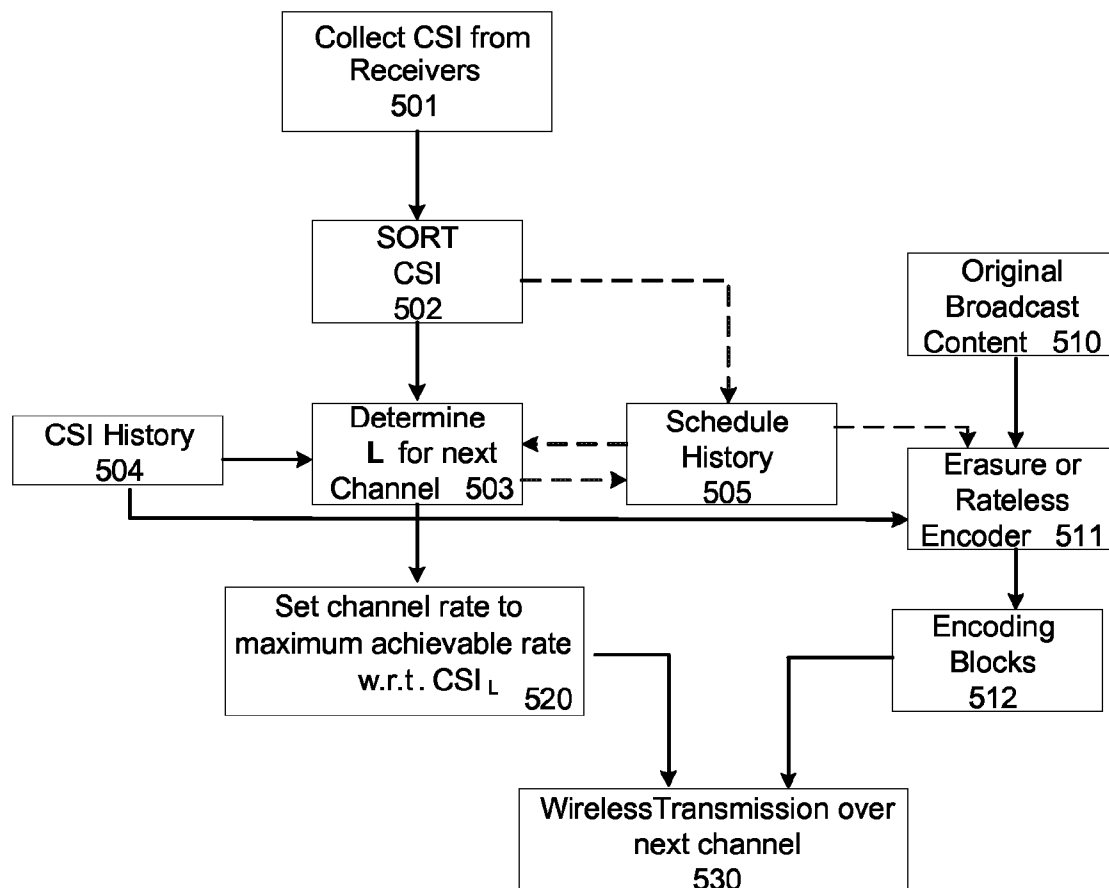 Collect CSI from
Receivers
501
SORT
CSI
502
Original
Broadcast
Content 510
CSI History
504
Determine
L for next
Channel 503
Schedule
History
505
Erasure or
Rateless
Encoder 511
Set channel rate to
maximum achievable rate
w.r.t. CSI L
520
Encoding
Blocks
512
WirelessTransmission over
next channel
530